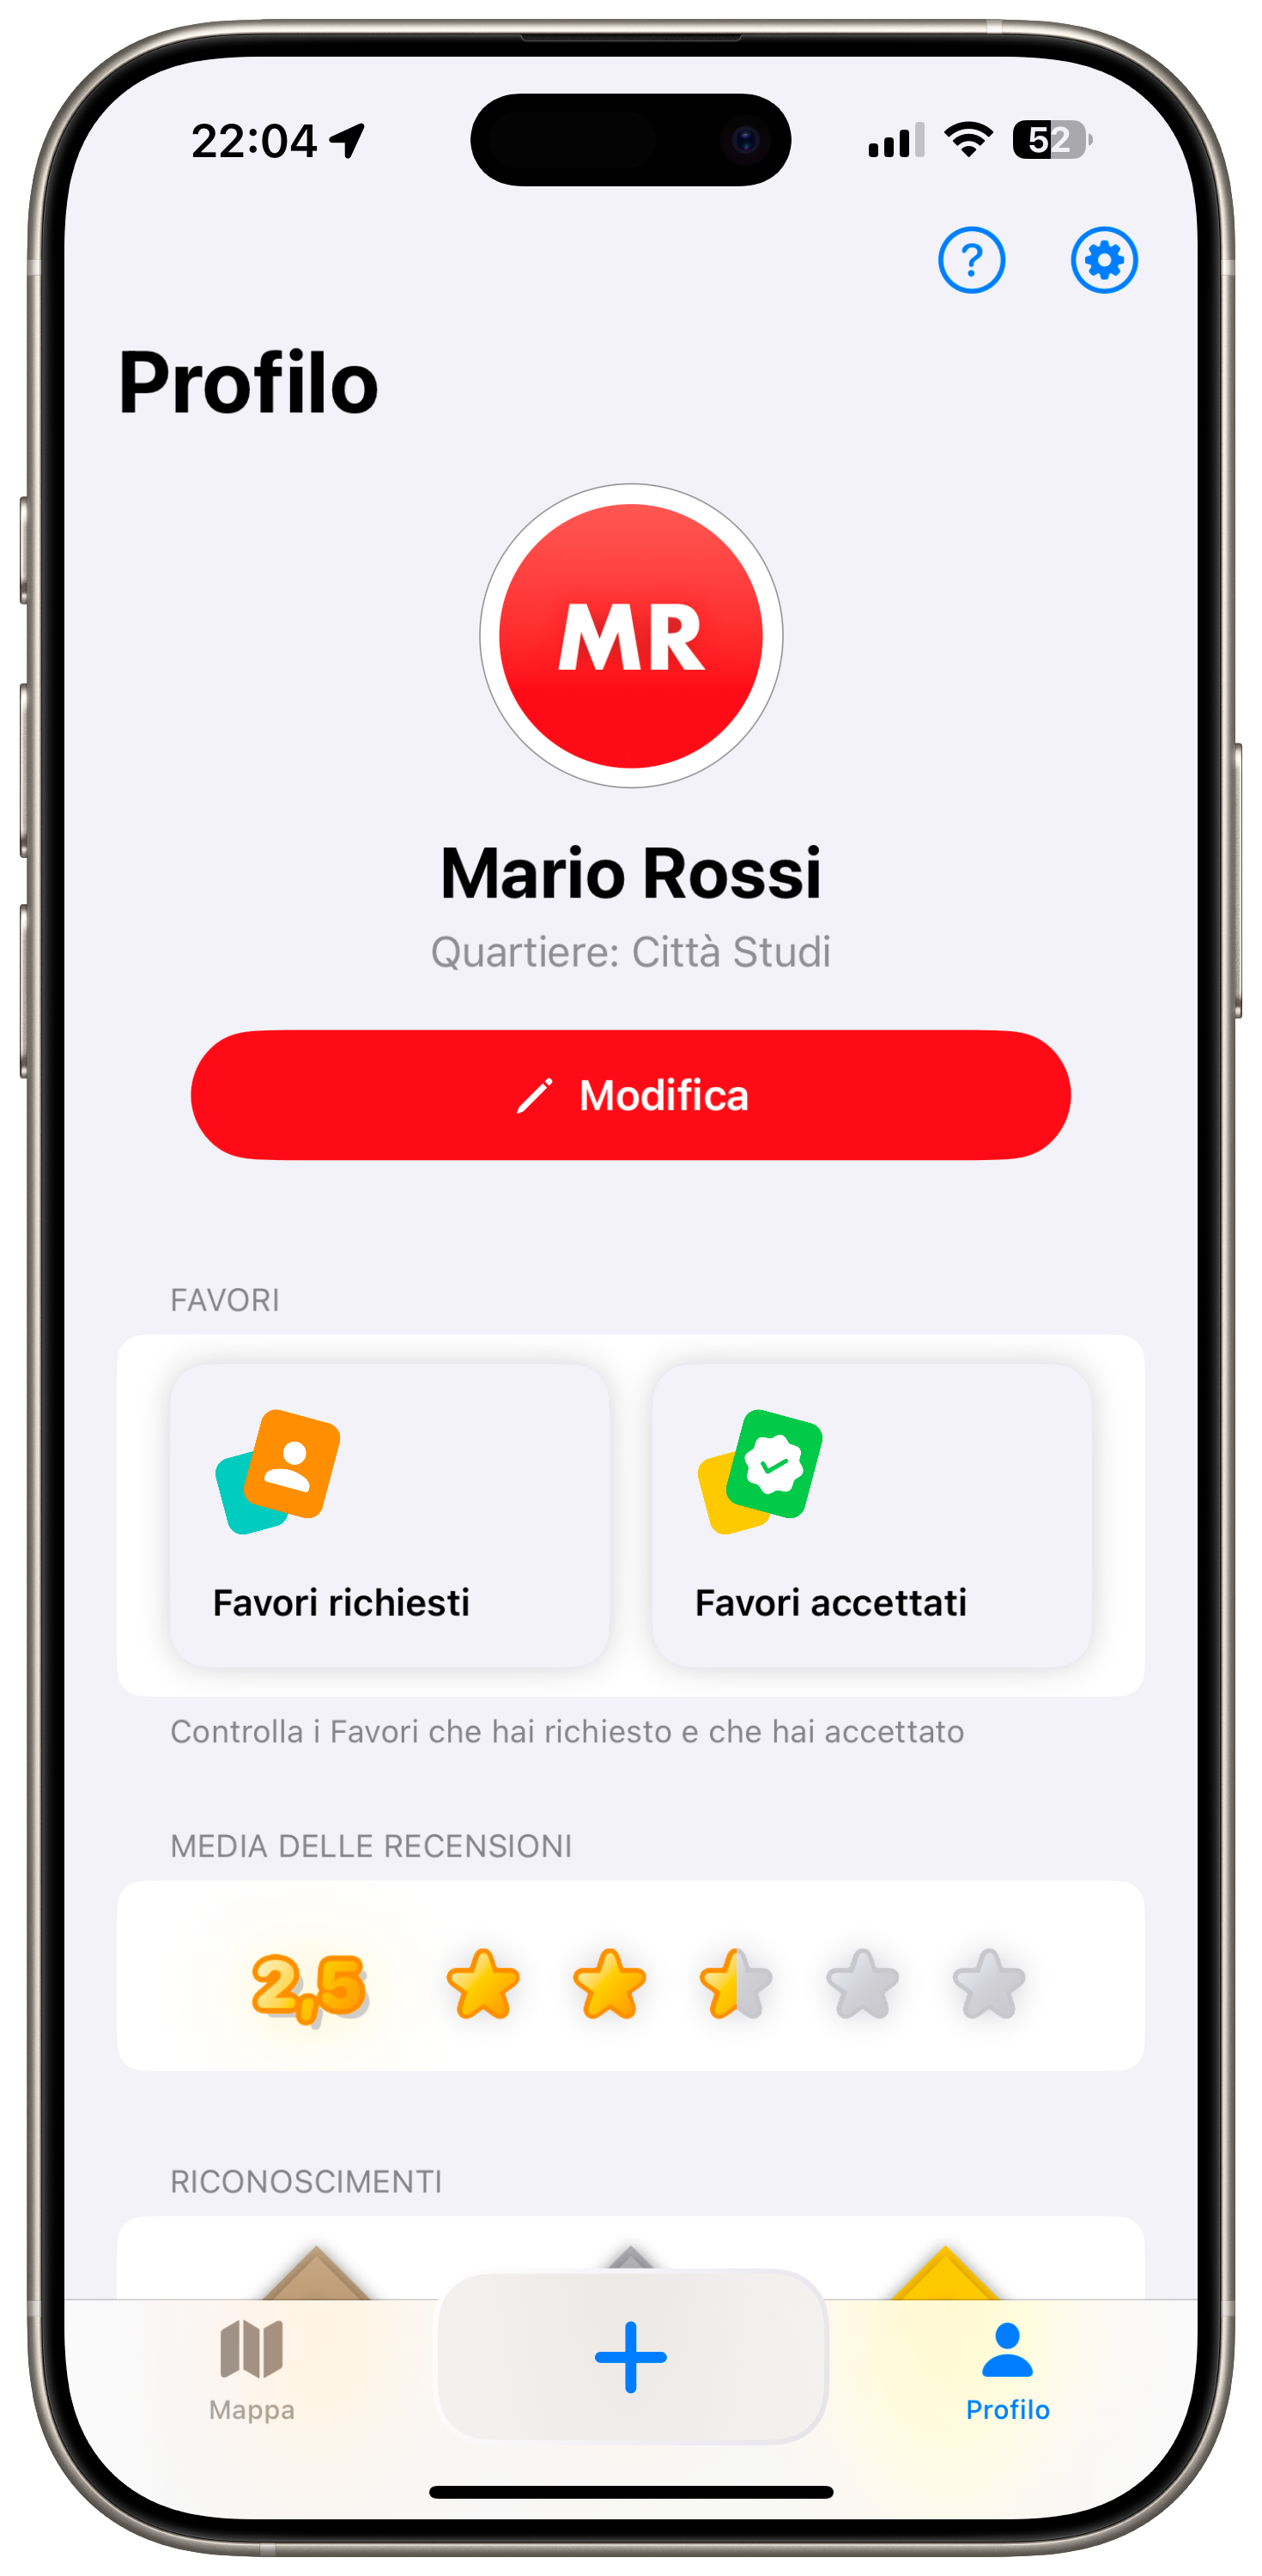 22:04
52
?
Profilo
MR
Mario Rossi
Quartiere: Città Studi
Modifica
FAVORI
Favori richiesti
Favori accettati
Controlla i Favori che hai richiesto e che hai accettato
MEDIA DELLE RECENSIONI
2,5
RICONOSCIMENTI
Mappa
Profilo